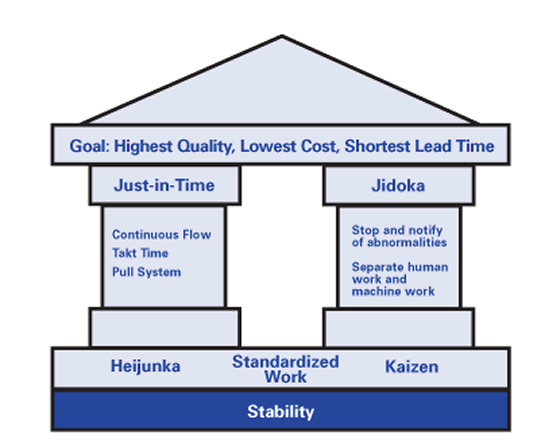 Goal: Highest Quality, Lowest Cost, Shortest Lead Time
Just-in-Time
Continuous Flow
Takt Time
Pull System
Jidoka
Stop and notify
of abnormalities
Separate human
work and
machine work
Heijunka
Standardized
Work
Kaizen
Stability